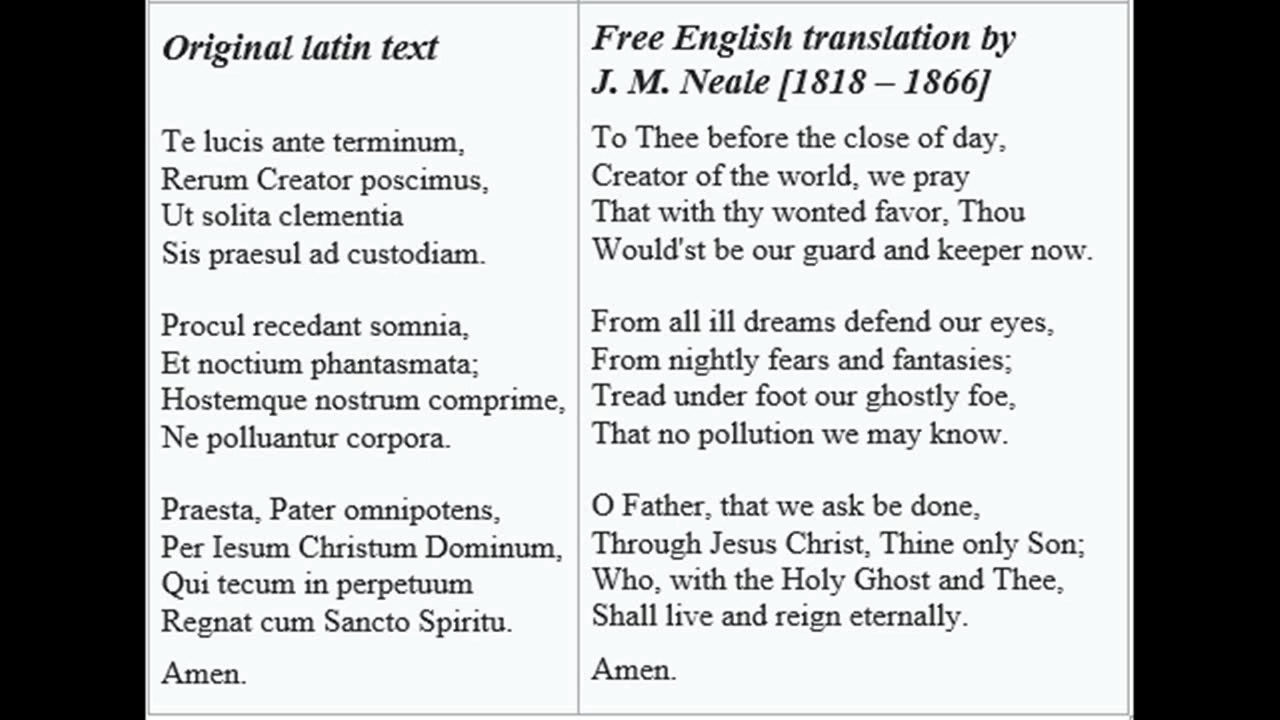 Original latin text
Te lucis ante terminum,
Rerum Creator poscimus,
Ut solita clementia
Sis praesul ad custodiam.
Procul recedant somnia,
Et noctium phantasmata;
Hostemque nostrum comprime,
Ne polluantur corpora.
Praesta, Pater omnipotens,
Per Iesum Christum Dominum,
Qui tecum in perpetuum
Regnat cum Sancto Spiritu.
Amen.
Free English translation by
J. M. Neale [1818 – 1866]
To Thee before the close of day,
Creator of the world, we pray
That with thy wonted favor, Thou
Would'st be our guard and keeper now.
From all ill dreams defend our eyes,
From nightly fears and fantasies;
Tread under foot our ghostly foe,
That no pollution we may know.
O Father, that we ask be done,
Through Jesus Christ, Thine only Son;
Who, with the Holy Ghost and Thee,
Shall live and reign eternally.
Amen.